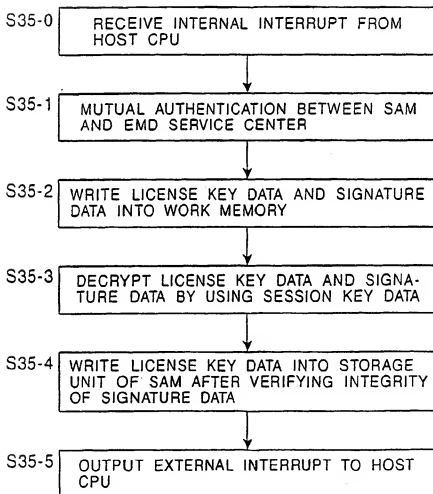 S35-0
RECEIVE INTERNAL INTERRUPT FROM
HOST CPU
S35-1
MUTUAL AUTHENTICATION BETWEEN SAM
AND EMD SERVICE CENTER
S35-2
WRITE LICENSE KEY DATA AND SIGNATURE
DATA INTO WORK MEMORY
S35-3
DECRYPT LICENSE KEY DATA AND SIGNA-
TURE DATA BY USING SESSION KEY DATA
S35-4
WRITE LICENSE KEY DATA INTO STORAGE
UNIT OF SAM AFTER VERIFYING INTEGRITY
OF SIGNATURE DATA
S35-5
OUTPUT EXTERNAL INTERRUPT TO HOST
CPU